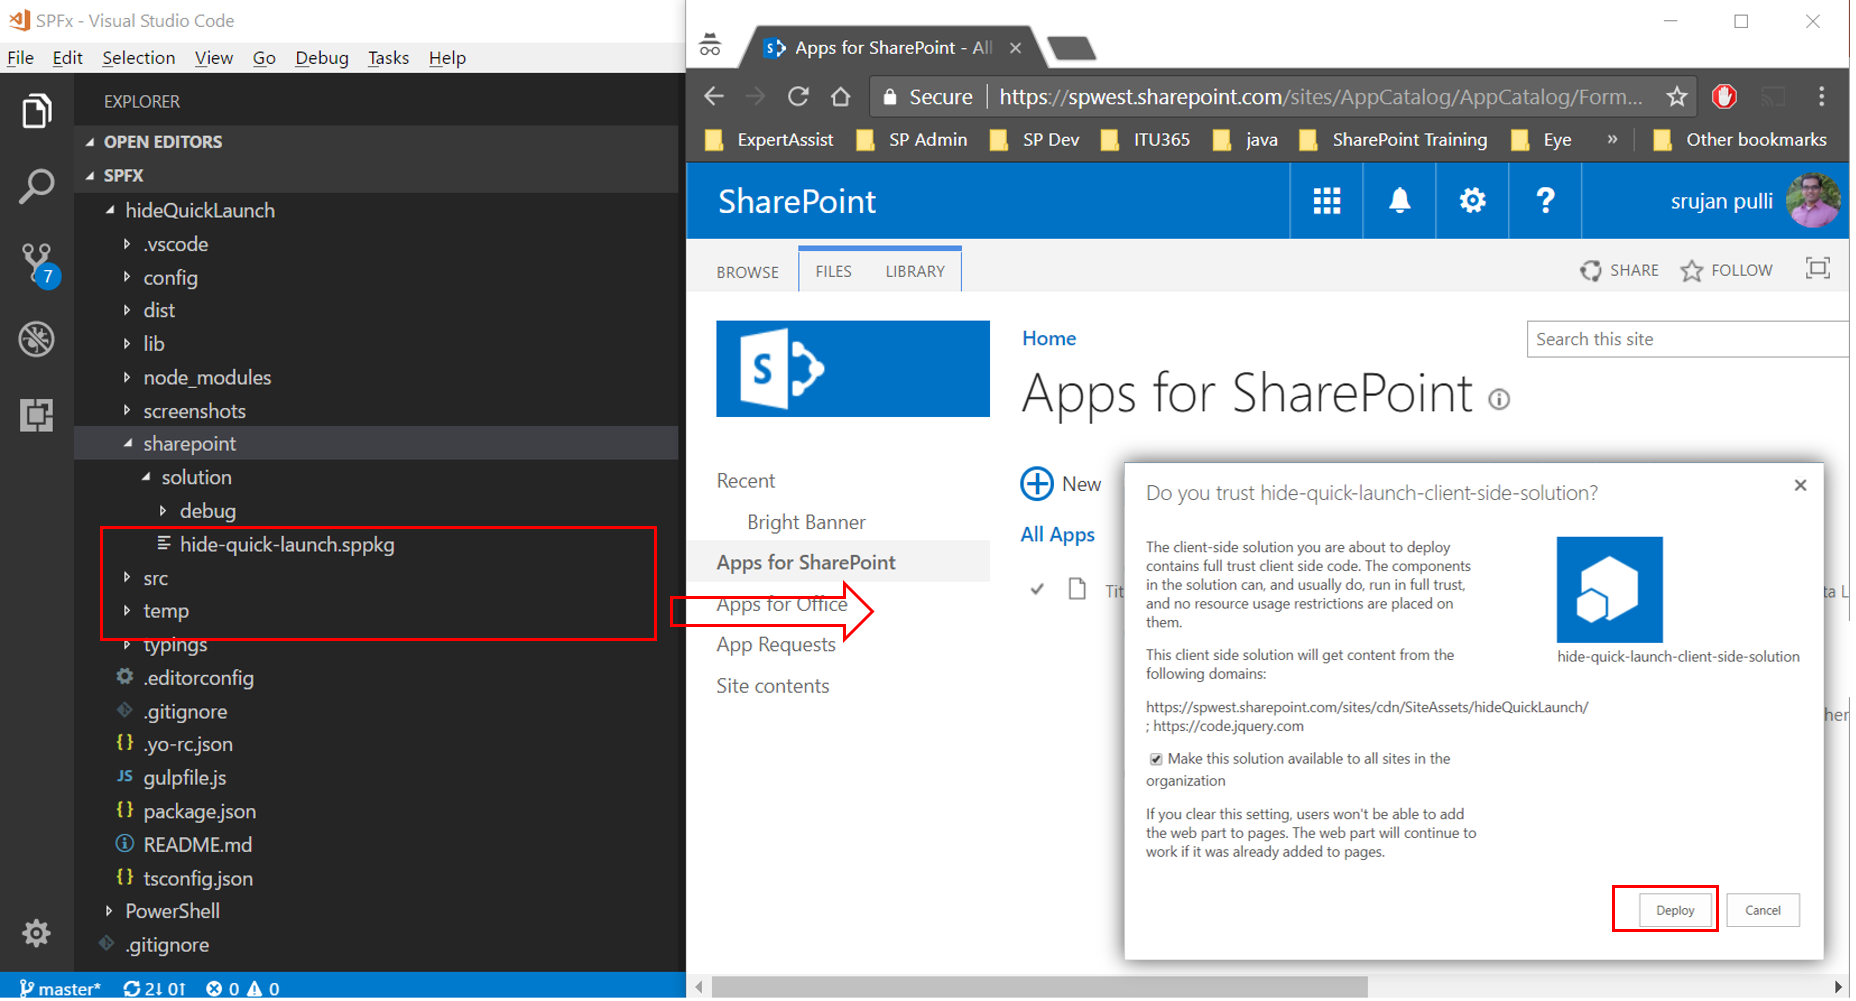 SPFx - Visual Studio Code
File Edit Selection View Go Debug Tasks Help
EXPLORER
OPEN EDITORS
SPFX
hideQuickLaunch
.vscode
config
dist
lib
node_modules
screenshots
sharepoint
solution
debug
hide-quick-launch.sppkg
src
temp
typings
.editorconfig
.gitignore
.yo-rc.json
JS gulpfile.js
package.json
README.md
tsconfig.json
PowerShell
.gitignore
7
master* 2↓ 0↑ 0 0
Apps for SharePoint - All
Secure https://spwest.sharepoint.com/sites/AppCatalog/AppCatalog/Form...
ExpertAssist SP Admin SP Dev ITU365 java SharePoint Training Eye » Other bookmarks
SharePoint
srujan pulli
BROWSE FILES LIBRARY SHARE FOLLOW
S
Home
Search this site
Apps for SharePoint
Recent
Bright Banner
Apps for SharePoint
Apps for Office
App Requests
Site contents
New
All Apps
Tit
ta L
her
Do you trust hide-quick-launch-client-side-solution?
The client-side solution you are about to deploy
contains full trust client side code. The components
in the solution can, and usually do, run in full trust,
and no resource usage restrictions are placed on
them.
hide-quick-launch-client-side-solution
This client side solution will get content from the
following domains:
https://spwest.sharepoint.com/sites/cdn/SiteAssets/hideQuickLaunch/
; https://code.jquery.com
Make this solution available to all sites in the
organization
If you clear this setting, users won't be able to add
the web part to pages. The web part will continue to
work if it was already added to pages.
Deploy Cancel